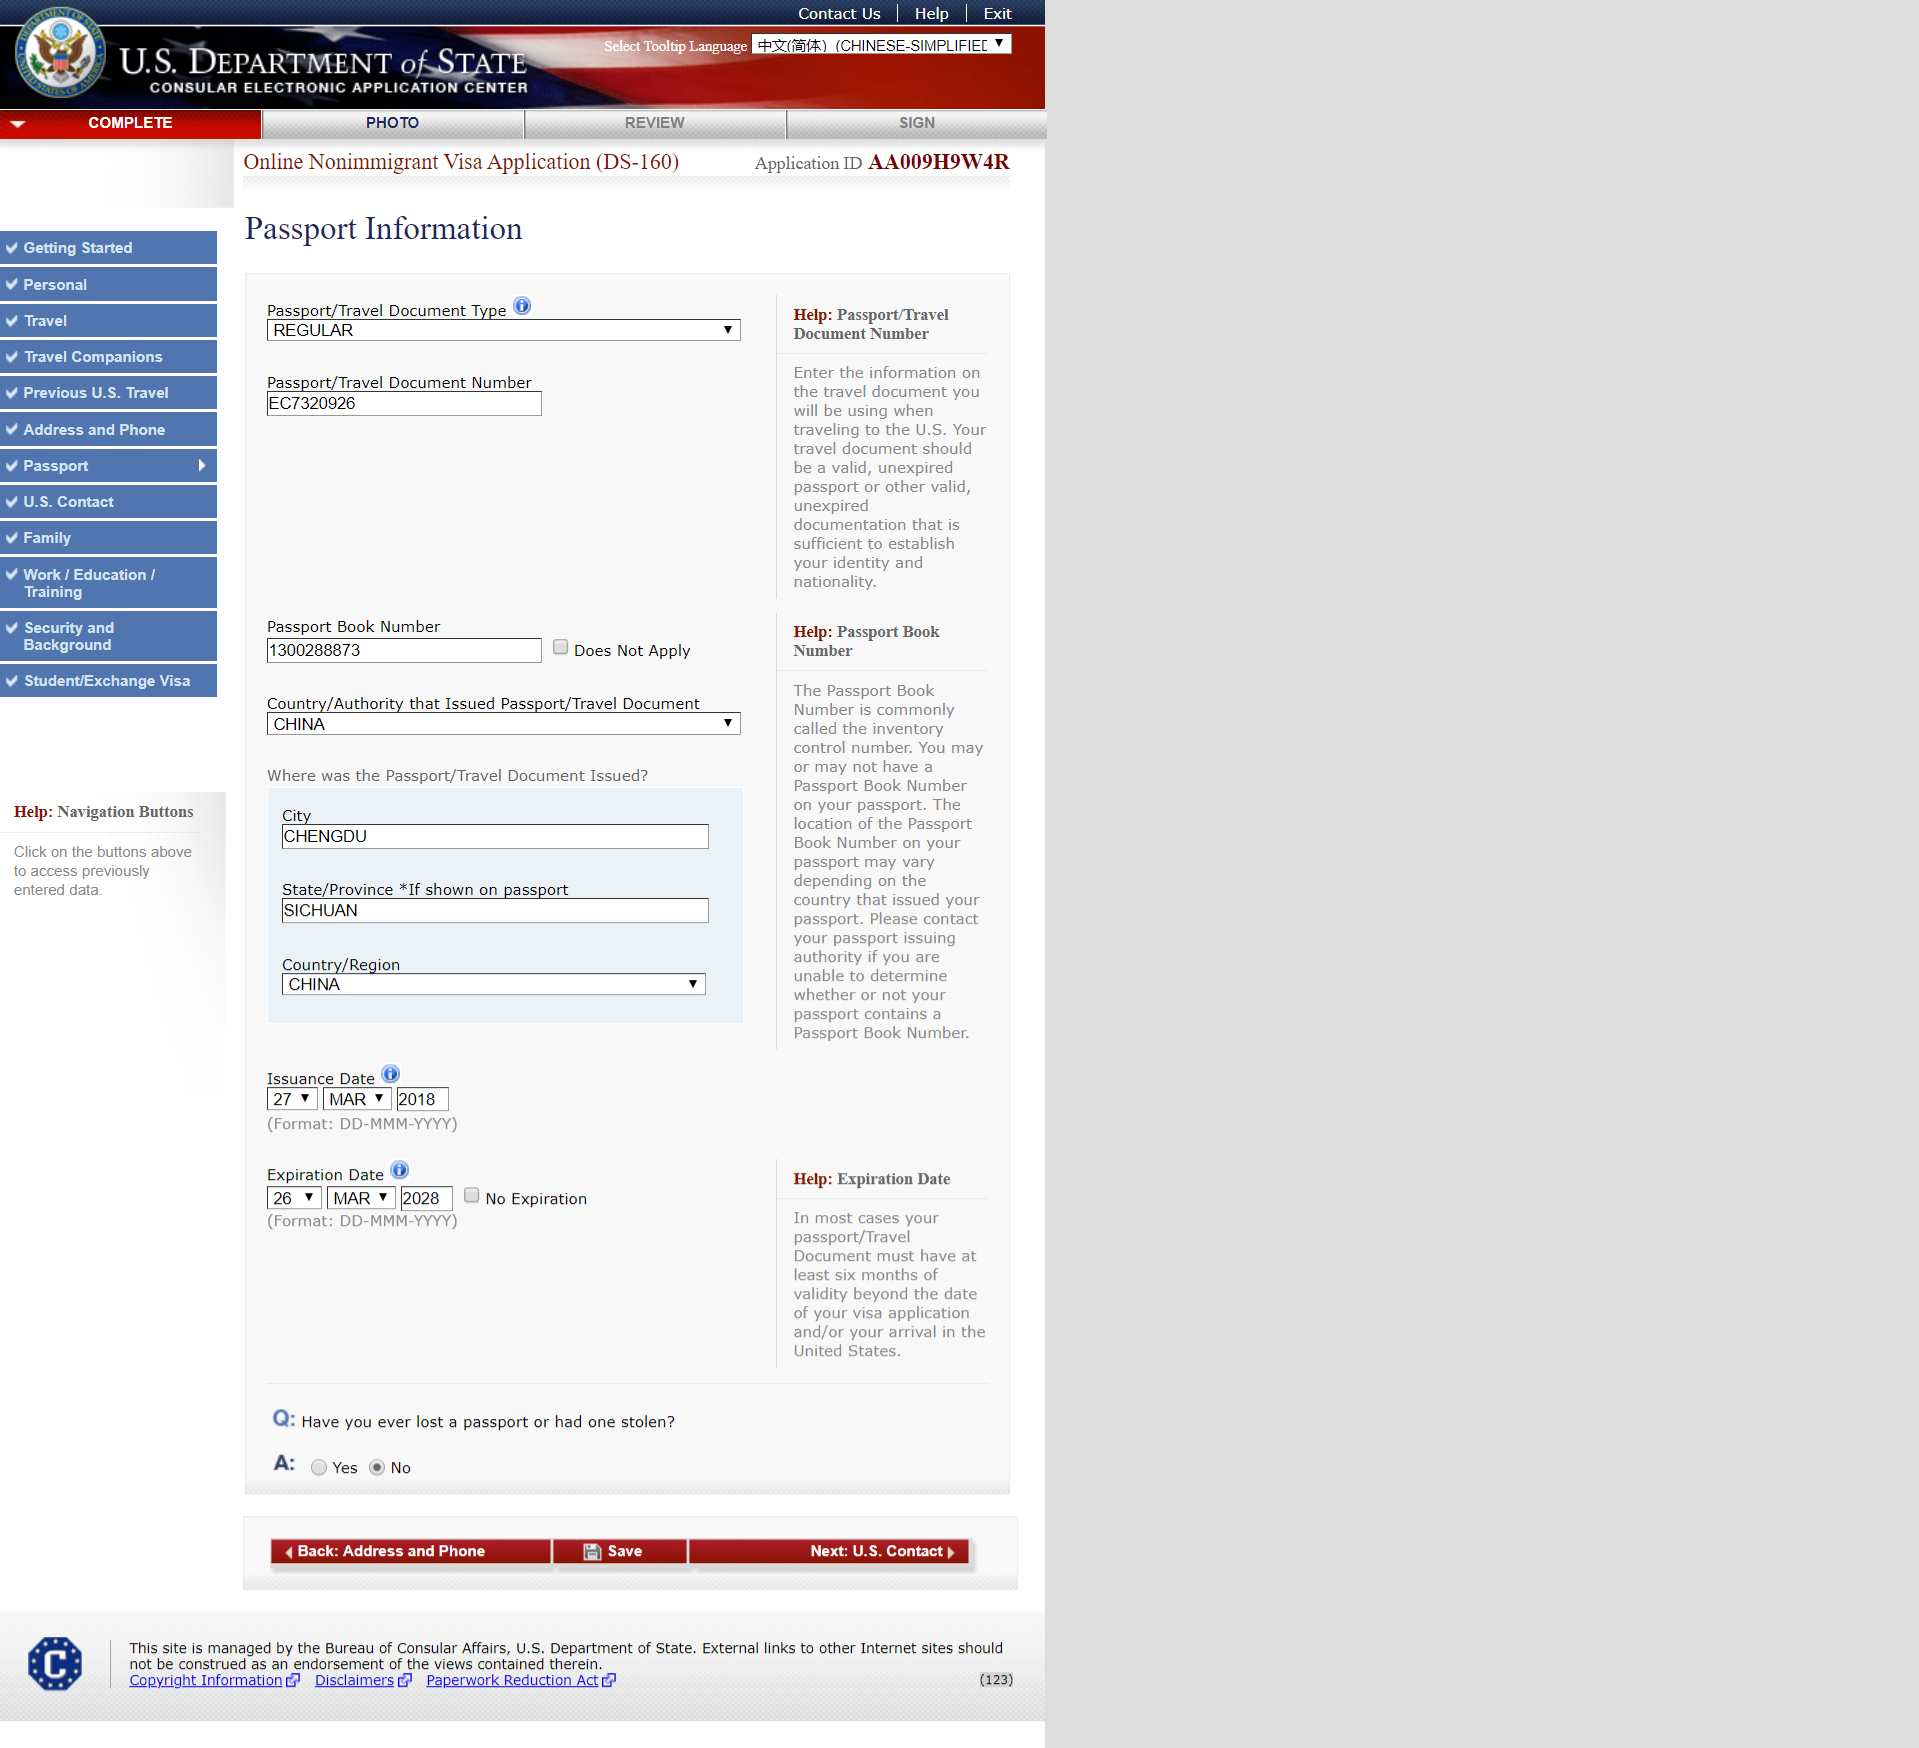 Contact Us
Help
Exit
U.S. DEPARTMENT of STATE
CONSULAR ELECTRONIC APPLICATION CENTER
Select Tooltip Language
中文(简体) (CHINESE-SIMPLIFIED
COMPLETE
PHOTO
REVIEW
SIGN
Online Nonimmigrant Visa Application (DS-160)
Application ID AA009H9W4R
Passport Information
Getting Started
Personal
Travel
Travel Companions
Previous U.S. Travel
Address and Phone
Passport
U.S. Contact
Family
Work / Education /
Training
Security and
Background
Student/Exchange Visa
Help: Navigation Buttons
Click on the buttons above
to access previously
entered data.
Passport/Travel Document Type
REGULAR
Passport/Travel Document Number
EC7320926
Help: Passport/Travel
Document Number
Enter the information on
the travel document you
will be using when
traveling to the U.S. Your
travel document should
be a valid, unexpired
passport or other valid,
unexpired
documentation that is
sufficient to establish
your identity and
nationality.
Passport Book Number
1300288873
Does Not Apply
Country/Authority that Issued Passport/Travel Document
CHINA
Where was the Passport/Travel Document Issued?
City
CHENGDU
State/Province *If shown on passport
SICHUAN
Country/Region
CHINA
Help: Passport Book
Number
The Passport Book
Number is commonly
called the inventory
control number. You may
or may not have a
Passport Book Number
on your passport. The
location of the Passport
Book Number on your
passport may vary
depending on the
country that issued your
passport. Please contact
your passport issuing
authority if you are
unable to determine
whether or not your
passport contains a
Passport Book Number.
Issuance Date
27 MAR 2018
(Format: DD-MMM-YYYY)
Expiration Date
26 MAR 2028 No Expiration
(Format: DD-MMM-YYYY)
Help: Expiration Date
In most cases your
passport/Travel
Document must have at
least six months of
validity beyond the date
of your visa application
and/or your arrival in the
United States.
Q: Have you ever lost a passport or had one stolen?
A: Yes No
Back: Address and Phone
Save
Next: U.S. Contact
This site is managed by the Bureau of Consular Affairs, U.S. Department of State. External links to other Internet sites should
not be construed as an endorsement of the views contained therein.
Copyright Information Disclaimers Paperwork Reduction Act
(123)